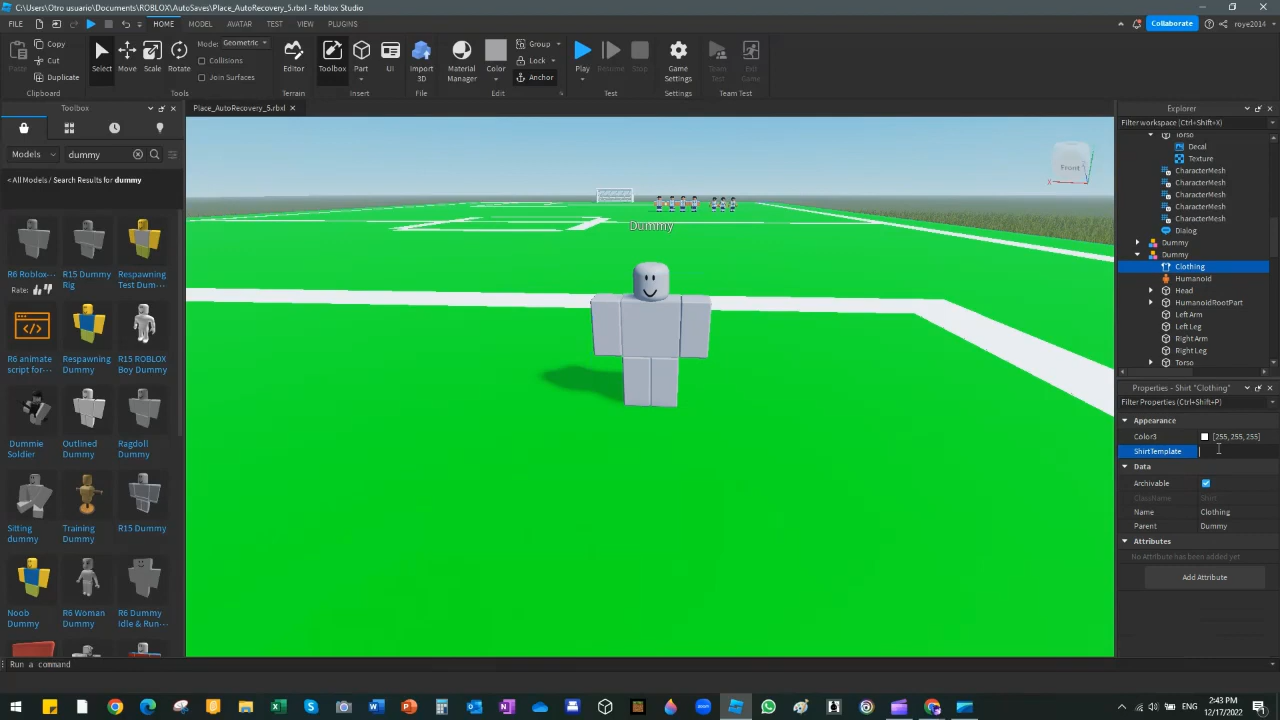 C:\Users\Otro usuario\Documents\ROBLOX\AutoSaves\Place_AutoRecovery_5.rbxl - Roblox Studio
FILE
HOME
MODEL
AVATAR
TEST
VIEW
PLUGINS
Collaborate
roye2014
Paste
Copy
Cut
Duplicate
Clipboard
Select
Move
Scale
Rotate
Mode: Geometric
Collisions
Join Surfaces
Tools
Editor
Terrain
Toolbox
Part
UI
Insert
Import
3D
File
Material
Manager
Color
Group
Lock
Anchor
Edit
Play
Resume
Stop
Test
Game
Settings
Settings
Team
Test
Exit
Game
Team Test
Toolbox
Place_AutoRecovery_5.rbxl
Models
dummy
< All Models / Search Results for dummy
R6 Roblox···
Rate:
R15 Dummy
Rig
Respawning
Test Dum···
R6 animate
script for···
Respawning
Dummy
R15 ROBLOX
Boy Dummy
Dummie
Soldier
Outlined
Dummy
Ragdoll
Dummy
Sitting
dummy
Training
Dummy
R15 Dummy
Noob
Dummy
R6 Woman
Dummy
R6 Dummy
Idle & Run···
Dummy
Front
Explorer
Filter workspace (Ctrl+Shift+X)
Torso
Decal
Texture
CharacterMesh
CharacterMesh
CharacterMesh
CharacterMesh
CharacterMesh
Dialog
Dummy
Dummy
Clothing
Humanoid
Head
HumanoidRootPart
Left Arm
Left Leg
Right Arm
Right Leg
Torso
Properties - Shirt "Clothing"
Filter Properties (Ctrl+Shift+P)
Appearance
Color3 [255, 255, 255]
ShirtTemplate
Data
Archivable
ClassName Shirt
Name Clothing
Parent Dummy
Attributes
No Attribute has been added yet
Add Attribute
Run a command
ENG
2:43 PM
12/17/2022